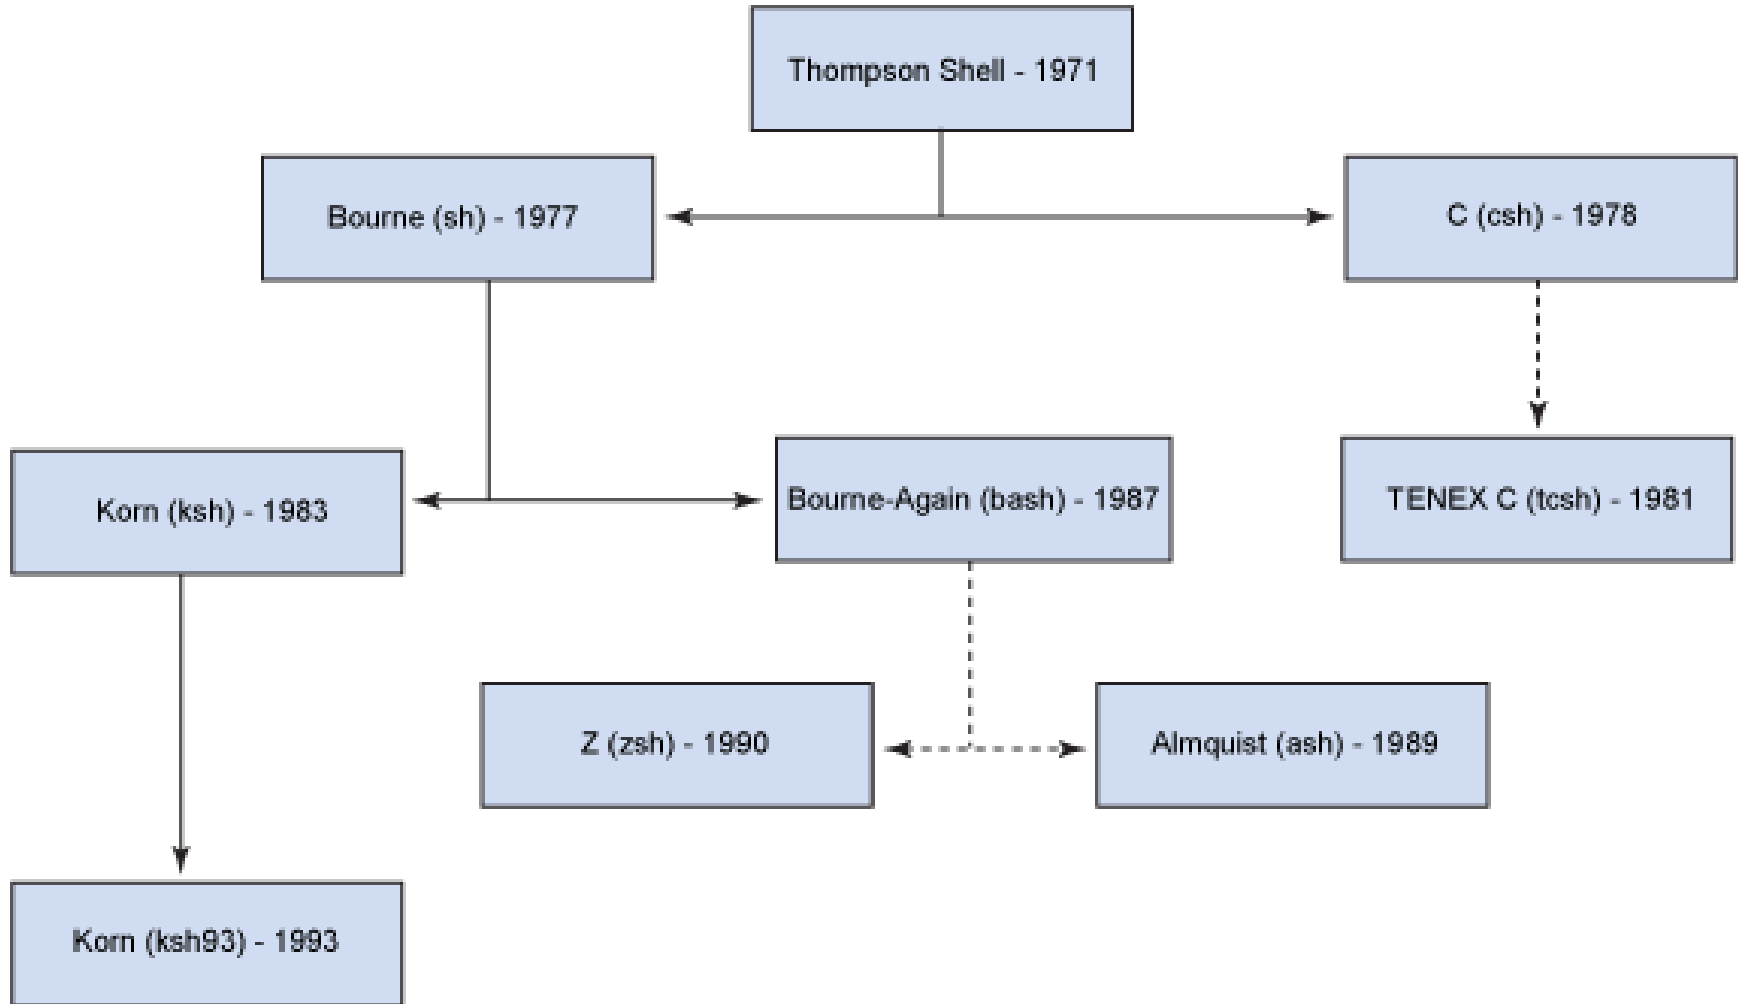 Thompson Shell - 1971
Bourne (sh) - 1977
C (csh) - 1978
Korn (ksh) - 1983
Bourne-Again (bash) - 1987
TENEX C (tcsh) - 1981
Z (zsh) - 1990
Almquist (ash) - 1989
Korn (ksh93) - 1993